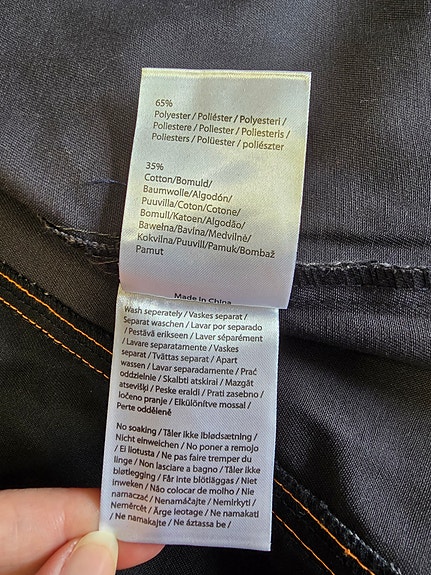 65%
Polyester / Poliéster / Polyesteri /
Poliestere / Poliester / Poliesteris /
Poliesters / Polüester / poliészter
35%
Cotton/Bomuld/
Baumwolle/Algodón/
Puuvilla/Coton/Cotone/
Bomull/Katoen/Algodão/
Bawełna/Bavlna/Medvilnė/
Kokvilna/Puuvill/Pamuk/Bombaž
Pamut
Made in China
Wash seperately / Vaskes separat /
Separat waschen / Lavar por separado
/ Pestävä erikseen / Laver séparément
/ Lavare separatamente / Vaskes
separat / Tvättas separat / Apart
wassen / Lavar separadamente / Prać
oddzielnie / Skalbti atskirai / Mazgāt
atsevišķi / Peske eraldi / Prati zasebno /
ločeno pranje / Elkülönítve mossa! /
Perte odděleně
No soaking / Tåler ikke Iblødsætning /
Nicht einweichen / No poner a remojo
/ Ei liotusta / Ne pas faire tremper du
linge / Non lasciare a bagno / Tåler ikke
bløtlegging / Får inte blötläggas / Niet
inweken / Não colocar de molho / Nie
namaczać / Nenamáčajte / Nemirkyti /
Nemērcēt / Ärge leotage / Ne namakati
/ Ne namakajte / Ne áztassa be /